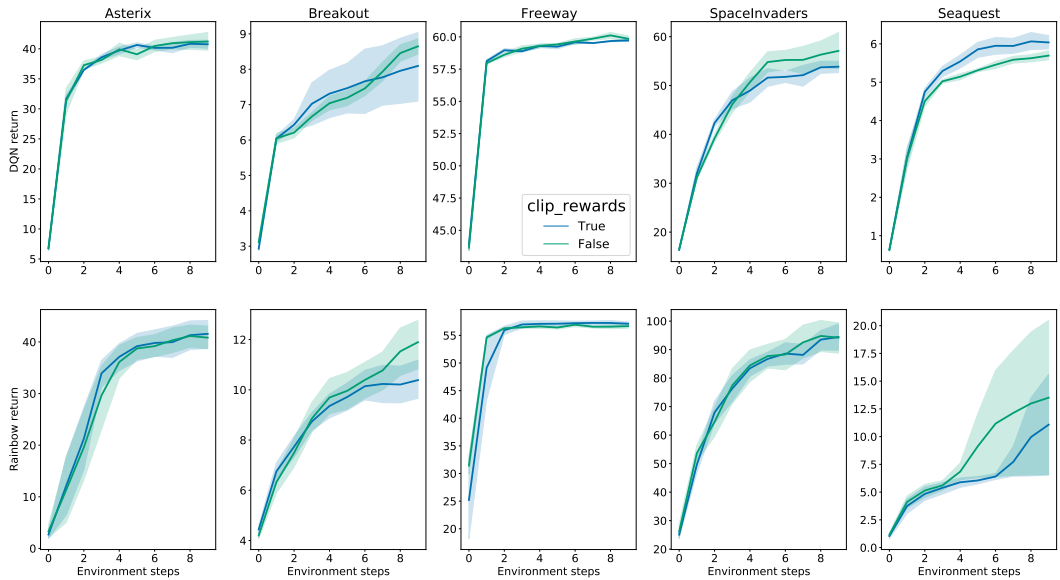 Asterix
Breakout
Freeway
SpaceInvaders
Seaquest
DQN return
40
35
30
25
20
15
10
5
0 2 4 6 8
9
8
7
6
5
4
3
0 2 4 6 8
60.0
57.5
55.0
52.5
50.0
47.5
45.0
0 2 4 6 8
clip_rewards
True
False
60
50
40
30
20
0 2 4 6 8
6
5
4
3
2
1
0 2 4 6 8
Rainbow return
40
30
20
10
0
0 2 4 6 8
Environment steps
12
10
8
6
4
0 2 4 6 8
Environment steps
55
50
45
40
35
30
25
20
0 2 4 6 8
Environment steps
100
90
80
70
60
50
40
30
20
0 2 4 6 8
Environment steps
20.0
17.5
15.0
12.5
10.0
7.5
5.0
2.5
0.0
0 2 4 6 8
Environment steps